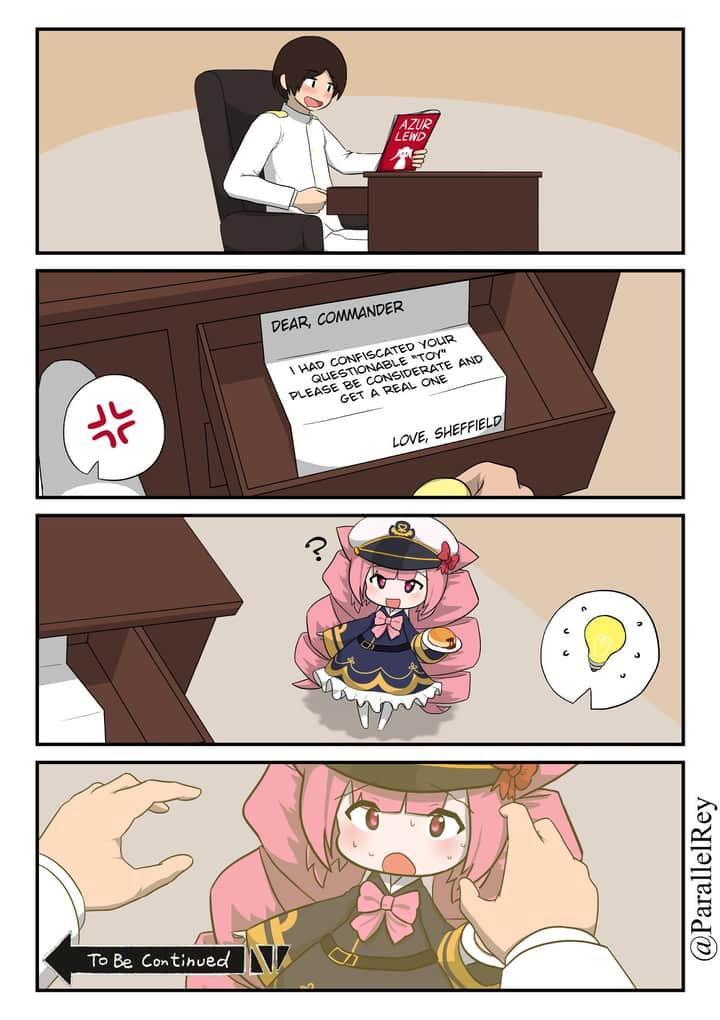 AZUR
LEWD
DEAR, COMMANDER
I HAD CONFISCATED YOUR
QUESTIONABLE "TOY"
PLEASE BE CONSIDERATE AND
GET A REAL ONE
LOVE, SHEFFIELD
?
To Be Continued
@ParallelRey